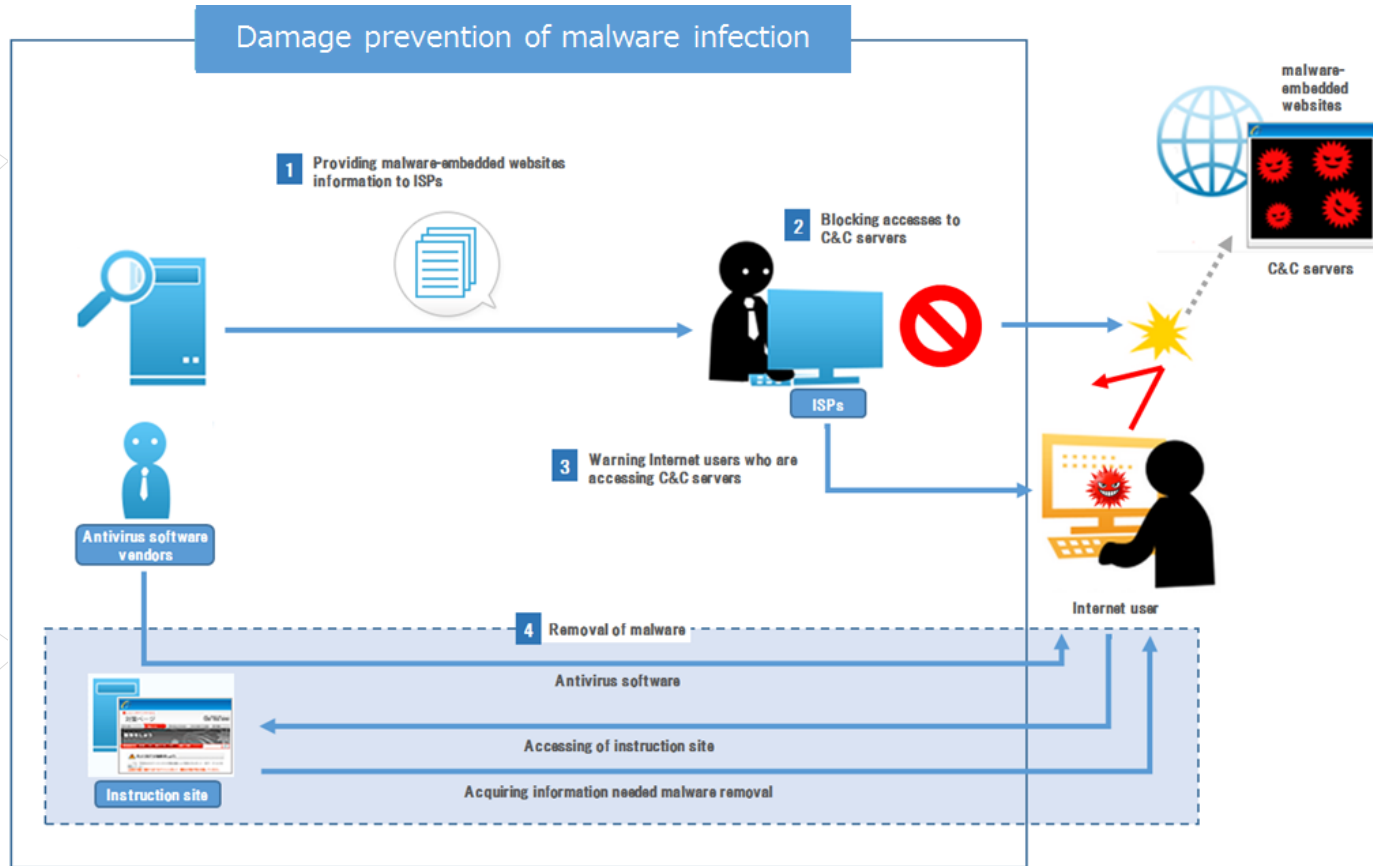 Damage prevention of malware infection
malware-
embedded
websites
1
Providing malware-embedded websites
information to ISPs
2
Blocking accesses to
C&C servers
C&C servers
ISPs
3
Warning Internet users who are
accessing C&C servers
Antivirus software
vendors
Internet user
4
Removal of malware
Antivirus software
Accessing of instruction site
Instruction site
Acquiring information needed malware removal